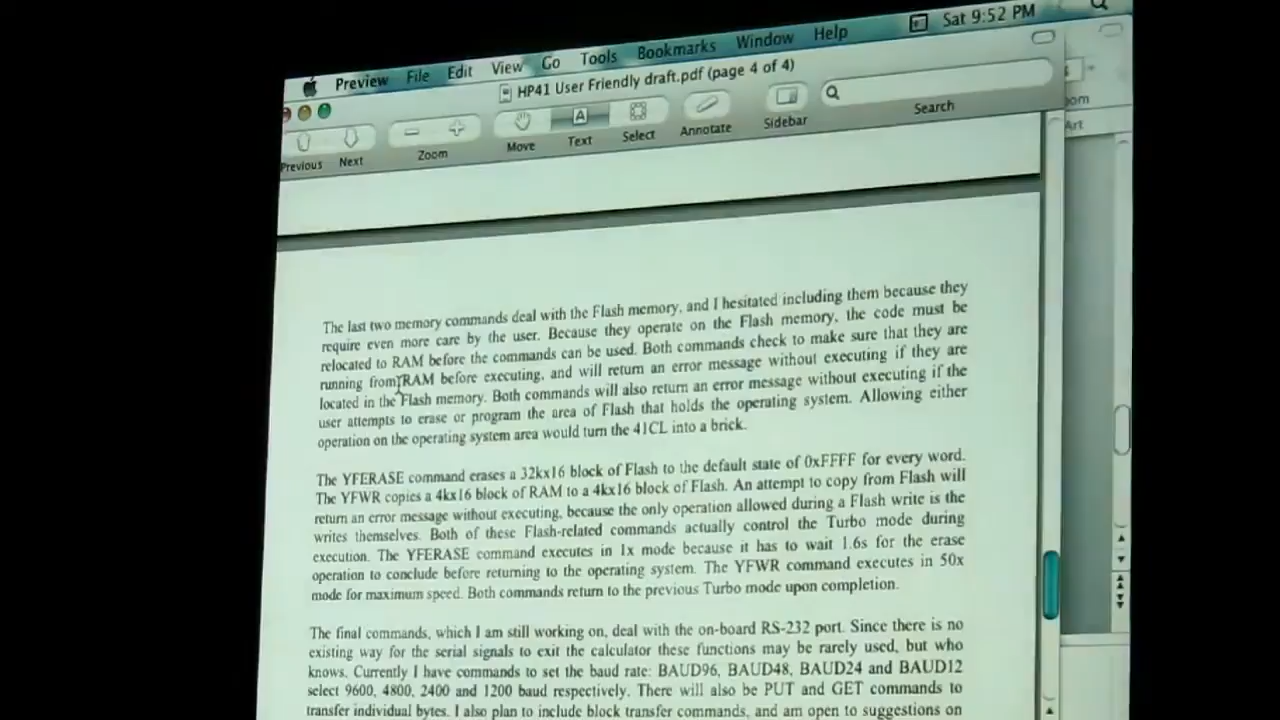 Preview File Edit View Go Tools Bookmarks Window Help Sat 9:52 PM
HP41 User Friendly draft.pdf (page 4 of 4)
Previous Next Zoom Move Text Select Annotate Sidebar Search
Art
The last two memory commands deal with the Flash memory, and I hesitated including them because they
require even more care by the user. Because they operate on the Flash memory, the code must be
relocated to RAM before the commands can be used. Both commands check to make sure that they are
running from RAM before executing, and will return an error message without executing if they are
located in the Flash memory. Both commands will also return an error message without executing if the
user attempts to erase or program the area of Flash that holds the operating system. Allowing either
operation on the operating system area would turn the 41CL into a brick.
The YFERASE command erases a 32kx16 block of Flash to the default state of 0xFFFF for every word.
The YFWR copies a 4kx16 block of RAM to a 4kx16 block of Flash. An attempt to copy from Flash will
return an error message without executing, because the only operation allowed during a Flash write is the
writes themselves. Both of these Flash-related commands actually control the Turbo mode during
execution. The YFERASE command executes in 1x mode because it has to wait 1.6s for the erase
operation to conclude before returning to the operating system. The YFWR command executes in 50x
mode for maximum speed. Both commands return to the previous Turbo mode upon completion.
The final commands, which I am still working on, deal with the on-board RS-232 port. Since there is no
existing way for the serial signals to exit the calculator these functions may be rarely used, but who
knows. Currently I have commands to set the baud rate: BAUD96, BAUD48, BAUD24 and BAUD12
select 9600, 4800, 2400 and 1200 baud respectively. There will also be PUT and GET commands to
transfer individual bytes. I also plan to include block transfer commands, and am open to suggestions on